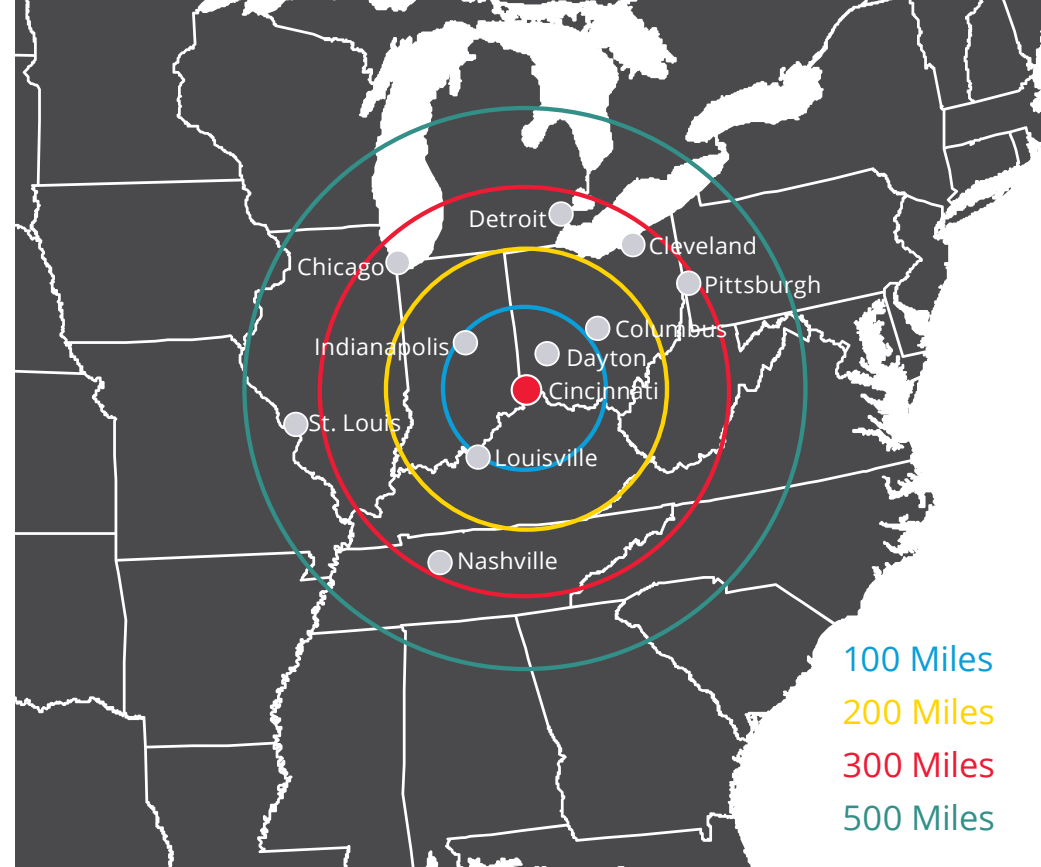 Detroit
Cleveland
Chicago
Pittsburgh
Columbus
Indianapolis
Dayton
Cincinnati
St. Louis
Louisville
Nashville
100 Miles
200 Miles
300 Miles
500 Miles